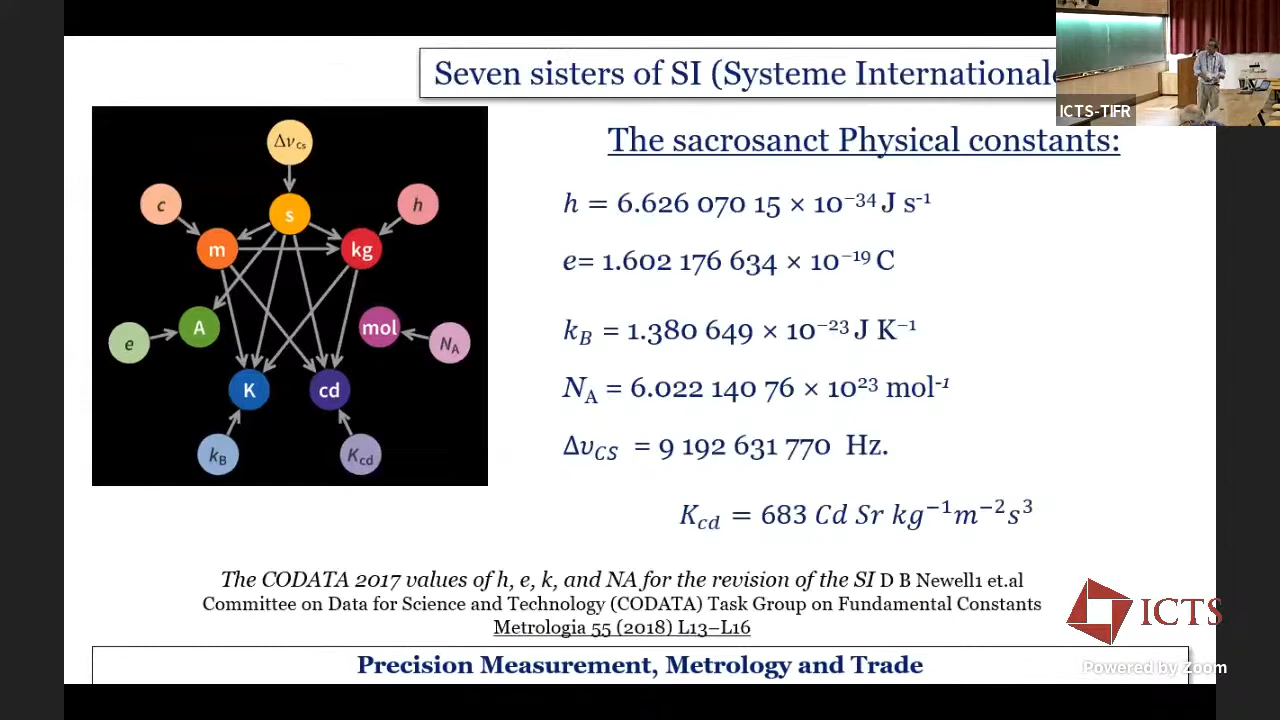 Seven sisters of SI (Systeme Internationale
ICTS-TIFR
The sacrosanct Physical constants:
Δν_Cs
c
h
s
m
kg
A
mol
e
N_A
K
cd
k_B
K_cd
h = 6.626 070 15 × 10⁻³⁴ J s⁻¹
e= 1.602 176 634 × 10⁻¹⁹ C
k_B = 1.380 649 × 10⁻²³ J K⁻¹
N_A = 6.022 140 76 × 10²³ mol⁻¹
Δυ_CS = 9 192 631 770 Hz.
K_cd = 683 Cd Sr kg⁻¹m⁻²s³
The CODATA 2017 values of h, e, k, and NA for the revision of the SI D B Newell1 et.al
Committee on Data for Science and Technology (CODATA) Task Group on Fundamental Constants
Metrologia 55 (2018) L13–L16
ICTS
Precision Measurement, Metrology and Trade
Powered by Zoom